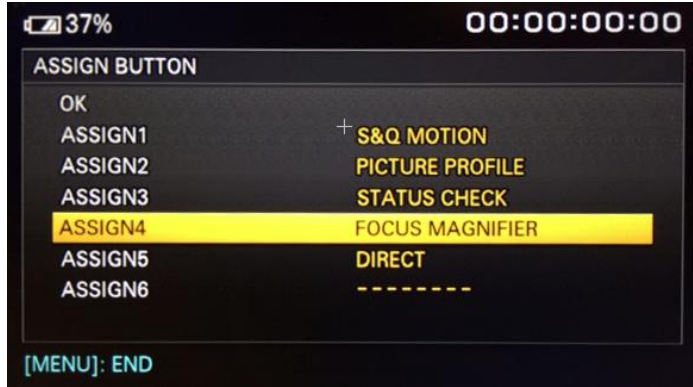 37% 00:00:00:00
ASSIGN BUTTON
OK
ASSIGN1 S&Q MOTION
ASSIGN2 PICTURE PROFILE
ASSIGN3 STATUS CHECK
ASSIGN4 FOCUS MAGNIFIER
ASSIGN5 DIRECT
ASSIGN6 --------
[MENU]: END